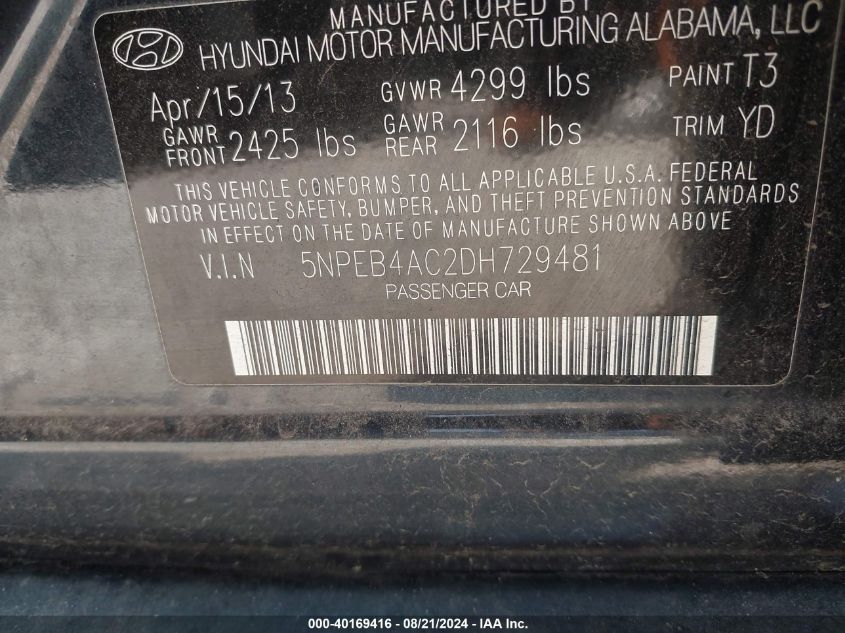 MANUFACTURED BY
HYUNDAI MOTOR MANUFACTURING ALABAMA, LLC
Apr/15/13 GVWR 4299 lbs PAINT T3
GAWR FRONT 2425 lbs GAWR REAR 2116 lbs TRIM YD
THIS VEHICLE CONFORMS TO ALL APPLICABLE U.S.A. FEDERAL
MOTOR VEHICLE SAFETY, BUMPER, AND THEFT PREVENTION STANDARDS
IN EFFECT ON THE DATE OF MANUFACTURE SHOWN ABOVE
V.I.N 5NPEB4AC2DH729481
PASSENGER CAR
000-40169416 - 08/21/2024 - IAA Inc.